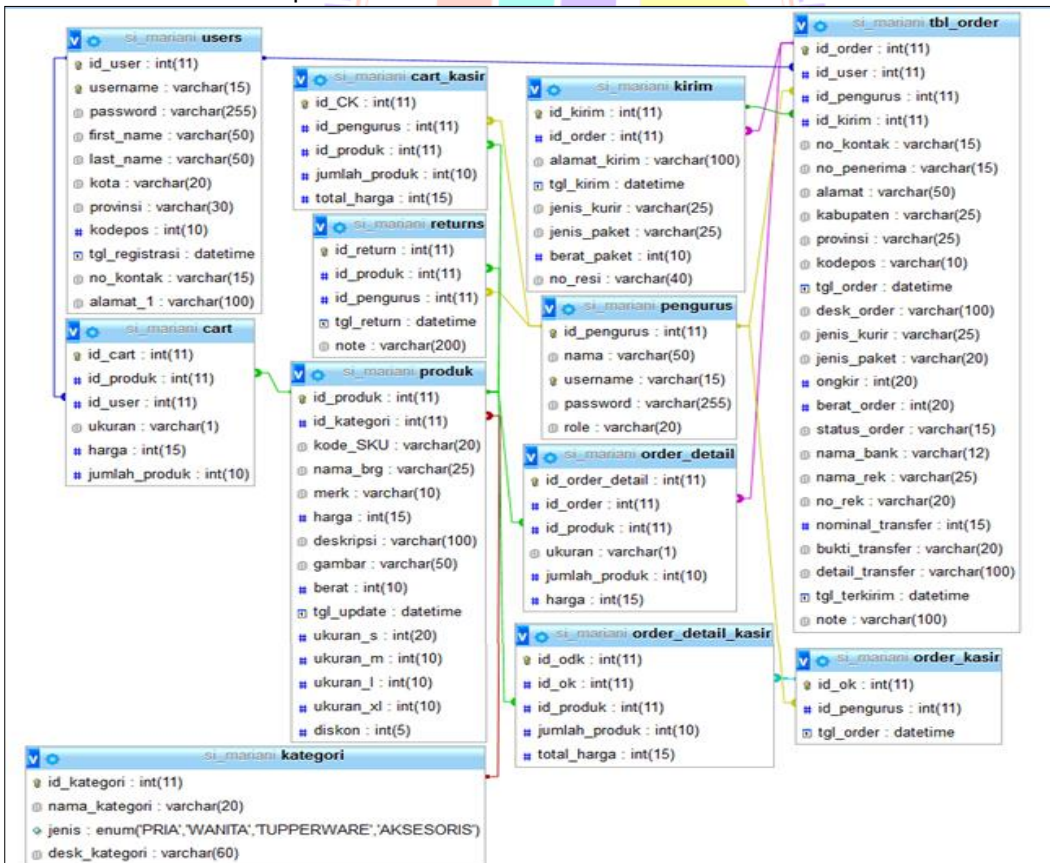 si_mariani users
id_user : int(11)
username : varchar(15)
password : varchar(255)
first_name : varchar(50)
last_name : varchar(50)
kota : varchar(20)
provinsi : varchar(30)
kodepos : int(10)
tgl_registrasi : datetime
no_kontak : varchar(15)
alamat_1 : varchar(100)
si_mariani cart
id_cart : int(11)
id_produk : int(11)
id_user : int(11)
ukuran : varchar(1)
harga : int(15)
jumlah_produk : int(10)
si_mariani cart_kasir
id_CK : int(11)
id_pengurus : int(11)
id_produk : int(11)
jumlah_produk : int(10)
total_harga : int(15)
si_mariani returns
id_return : int(11)
id_produk : int(11)
id_pengurus : int(11)
tgl_return : datetime
note : varchar(200)
si_mariani produk
id_produk : int(11)
id_kategori : int(11)
kode_SKU : varchar(20)
nama_brg : varchar(25)
merk : varchar(10)
harga : int(15)
deskripsi : varchar(100)
gambar : varchar(50)
berat : int(10)
tgl_update : datetime
ukuran_s : int(20)
ukuran_m : int(10)
ukuran_l : int(10)
ukuran_xl : int(10)
diskon : int(5)
si_mariani kategori
id_kategori : int(11)
nama_kategori : varchar(20)
jenis : enum('PRIA','WANITA','TUPPERWARE','AKSESORIS')
desk_kategori : varchar(60)
si_mariani kirim
id_kirim : int(11)
id_order : int(11)
alamat_kirim : varchar(100)
tgl_kirim : datetime
jenis_kurir : varchar(25)
jenis_paket : varchar(25)
berat_paket : int(10)
no_resi : varchar(40)
si_mariani pengurus
id_pengurus : int(11)
nama : varchar(50)
username : varchar(15)
password : varchar(255)
role : varchar(20)
si_mariani order_detail
id_order_detail : int(11)
id_order : int(11)
id_produk : int(11)
ukuran : varchar(1)
jumlah_produk : int(10)
harga : int(15)
si_mariani order_detail_kasir
id_odk : int(11)
id_ok : int(11)
id_produk : int(11)
jumlah_produk : int(10)
total_harga : int(15)
si_mariani tbl_order
id_order : int(11)
id_user : int(11)
id_pengurus : int(11)
id_kirim : int(11)
no_kontak : varchar(15)
no_penerima : varchar(15)
alamat : varchar(50)
kabupaten : varchar(25)
provinsi : varchar(25)
kodepos : varchar(10)
tgl_order : datetime
desk_order : varchar(100)
jenis_kurir : varchar(25)
jenis_paket : varchar(20)
ongkir : int(20)
berat_order : int(20)
status_order : varchar(15)
nama_bank : varchar(12)
nama_rek : varchar(25)
no_rek : varchar(20)
nominal_transfer : int(15)
bukti_transfer : varchar(20)
detail_transfer : varchar(100)
tgl_terkirim : datetime
note : varchar(100)
si_mariani order_kasir
id_ok : int(11)
id_pengurus : int(11)
tgl_order : datetime